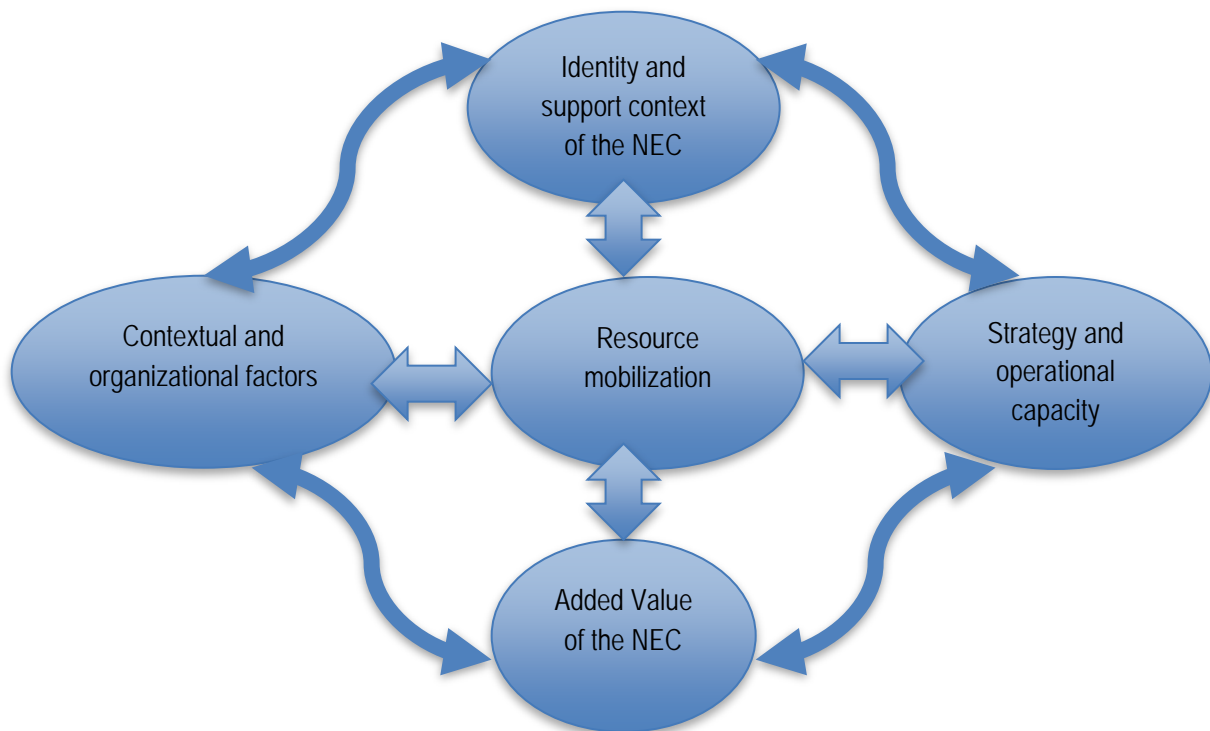 Identity and
support context
of the NEC
Contextual and
organizational factors
Resource
mobilization
Strategy and
operational
capacity
Added Value
of the NEC